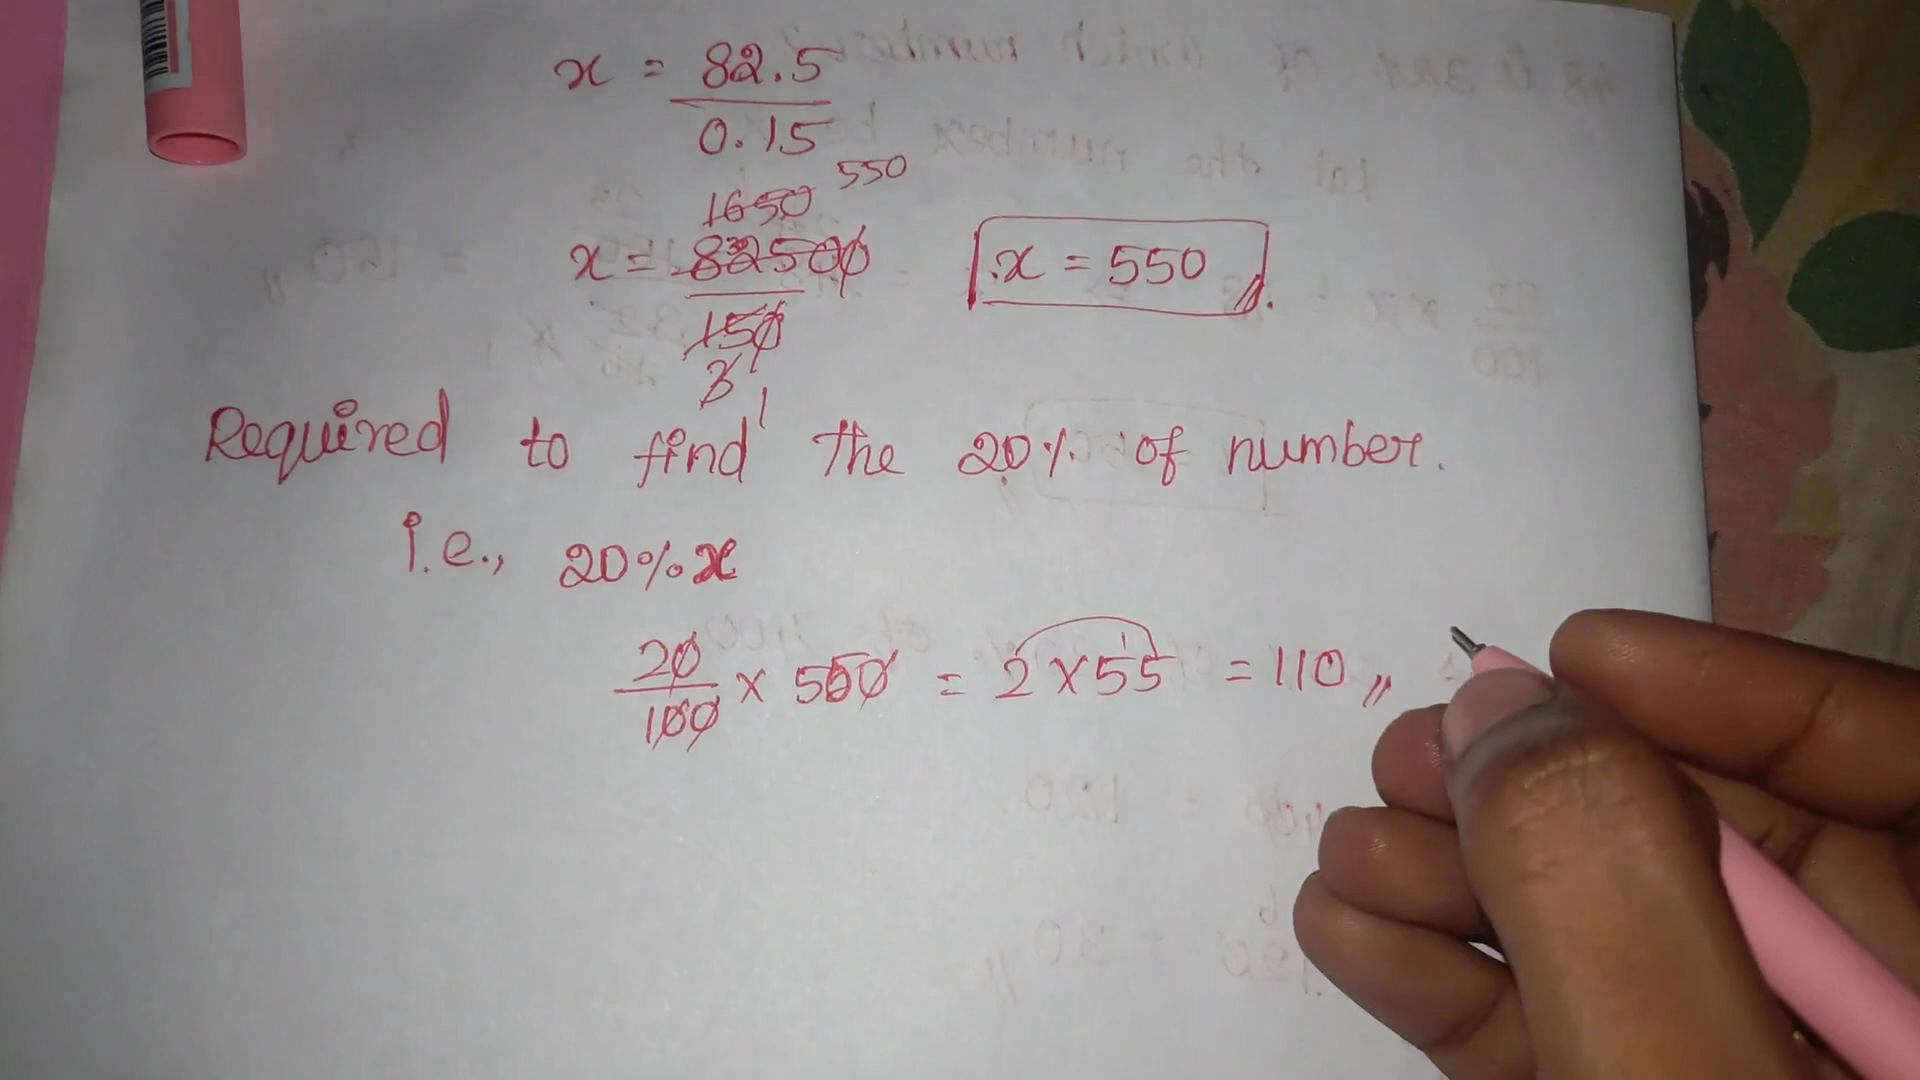 x = 82.5
0.15
1650 550
x = 82500
150
3
1
x = 550
Required to find the 20% of number.
i.e., 20% x
20/100 × 550 = 2 × 55 = 110